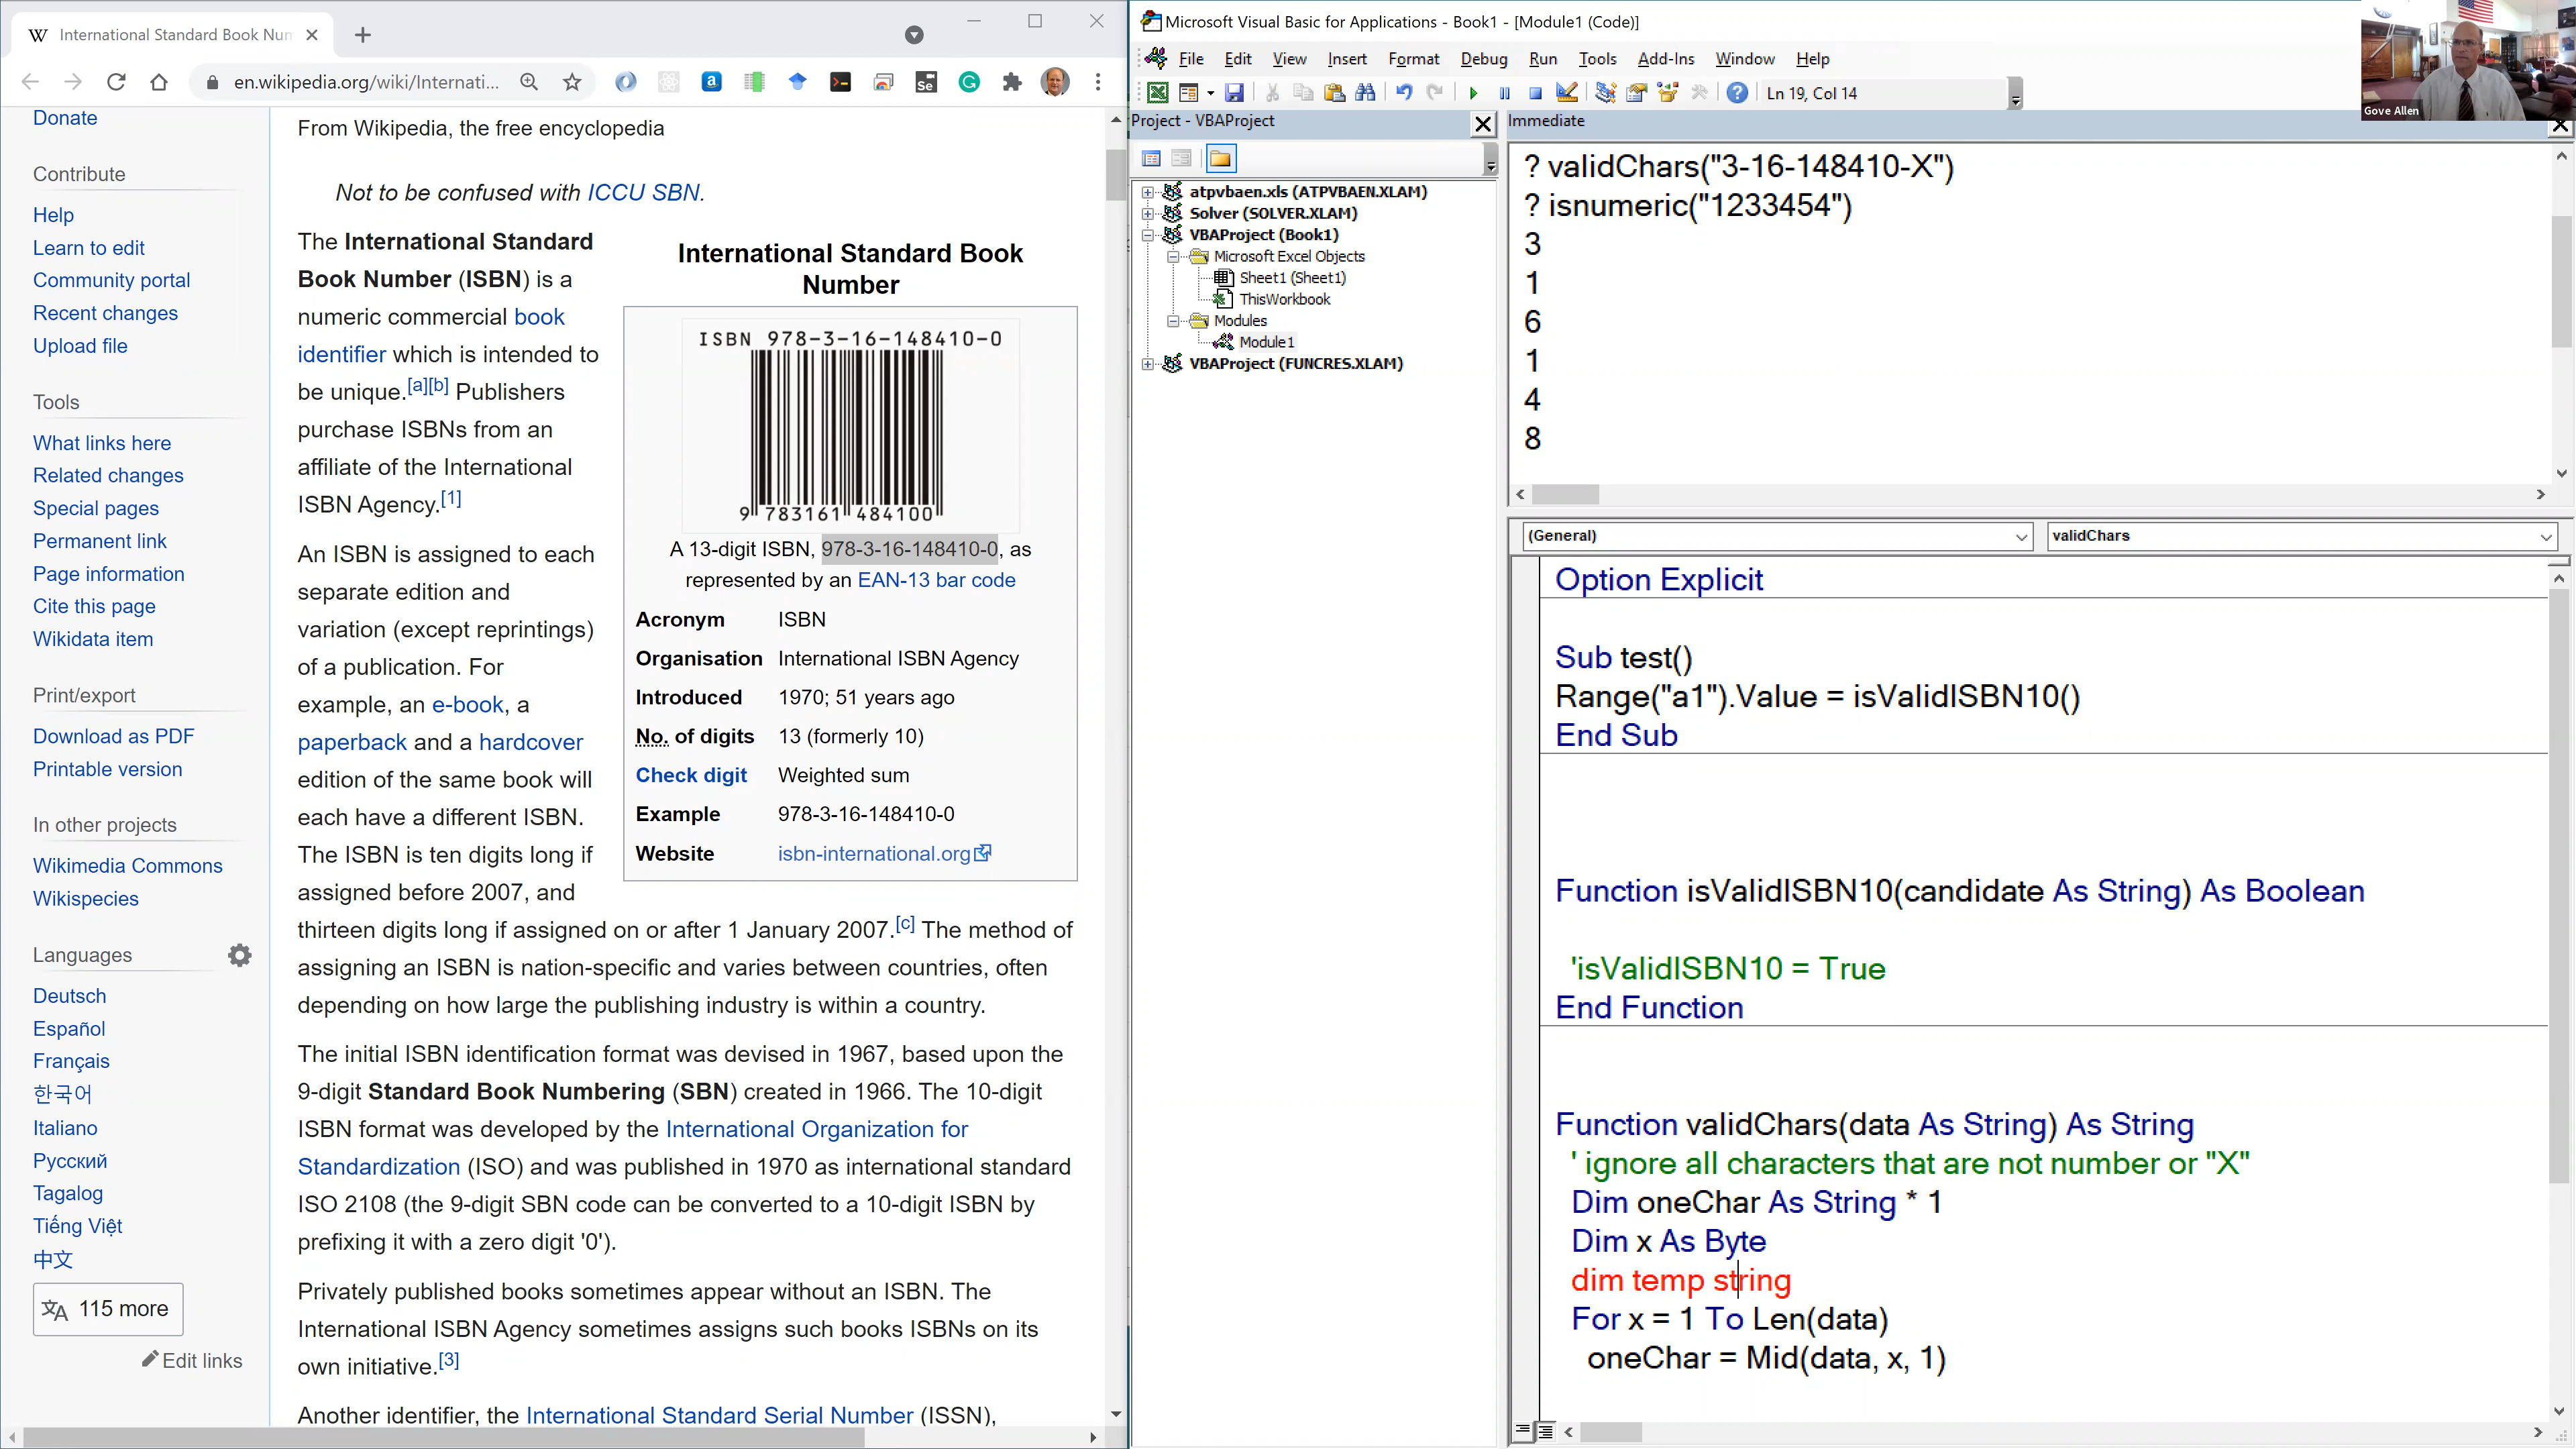 International Standard Book Num
en.wikipedia.org/wiki/Internati...
Donate
Contribute
Help
Learn to edit
Community portal
Recent changes
Upload file
Tools
What links here
Related changes
Special pages
Permanent link
Page information
Cite this page
Wikidata item
Print/export
Download as PDF
Printable version
In other projects
Wikimedia Commons
Wikispecies
Languages
Deutsch
Español
Français
한국어
Italiano
Русский
Tagalog
Tiếng Việt
中文
115 more
Edit links
From Wikipedia, the free encyclopedia
Not to be confused with ICCU SBN.
The International Standard
Book Number (ISBN) is a
numeric commercial book
identifier which is intended to
be unique.[a][b] Publishers
purchase ISBNs from an
affiliate of the International
ISBN Agency.[1]
An ISBN is assigned to each
separate edition and
variation (except reprintings)
of a publication. For
example, an e-book, a
paperback and a hardcover
edition of the same book will
each have a different ISBN.
The ISBN is ten digits long if
assigned before 2007, and
thirteen digits long if assigned on or after 1 January 2007.[c] The method of
assigning an ISBN is nation-specific and varies between countries, often
depending on how large the publishing industry is within a country.
The initial ISBN identification format was devised in 1967, based upon the
9-digit Standard Book Numbering (SBN) created in 1966. The 10-digit
ISBN format was developed by the International Organization for
Standardization (ISO) and was published in 1970 as international standard
ISO 2108 (the 9-digit SBN code can be converted to a 10-digit ISBN by
prefixing it with a zero digit '0').
Privately published books sometimes appear without an ISBN. The
International ISBN Agency sometimes assigns such books ISBNs on its
own initiative.[3]
Another identifier, the International Standard Serial Number (ISSN),
International Standard Book
Number
ISBN 978-3-16-148410-0
9 783161 484100
A 13-digit ISBN, 978-3-16-148410-0, as
represented by an EAN-13 bar code
Acronym ISBN
Organisation International ISBN Agency
Introduced 1970; 51 years ago
No. of digits 13 (formerly 10)
Check digit Weighted sum
Example 978-3-16-148410-0
Website isbn-international.org
Microsoft Visual Basic for Applications - Book1 - [Module1 (Code)]
File Edit View Insert Format Debug Run Tools Add-Ins Window Help
Ln 19, Col 14
Gove Allen
Project - VBAProject
atpvbaen.xls (ATPVBAEN.XLAM)
Solver (SOLVER.XLAM)
VBAProject (Book1)
Microsoft Excel Objects
Sheet1 (Sheet1)
ThisWorkbook
Modules
Module1
VBAProject (FUNCRES.XLAM)
Immediate
? validChars("3-16-148410-X")
? isnumeric("1233454")
3
1
6
1
4
8
(General) validChars
Option Explicit
Sub test()
Range("a1").Value = isValidISBN10()
End Sub
Function isValidISBN10(candidate As String) As Boolean
'isValidISBN10 = True
End Function
Function validChars(data As String) As String
' ignore all characters that are not number or "X"
Dim oneChar As String * 1
Dim x As Byte
dim temp string
For x = 1 To Len(data)
oneChar = Mid(data, x, 1)